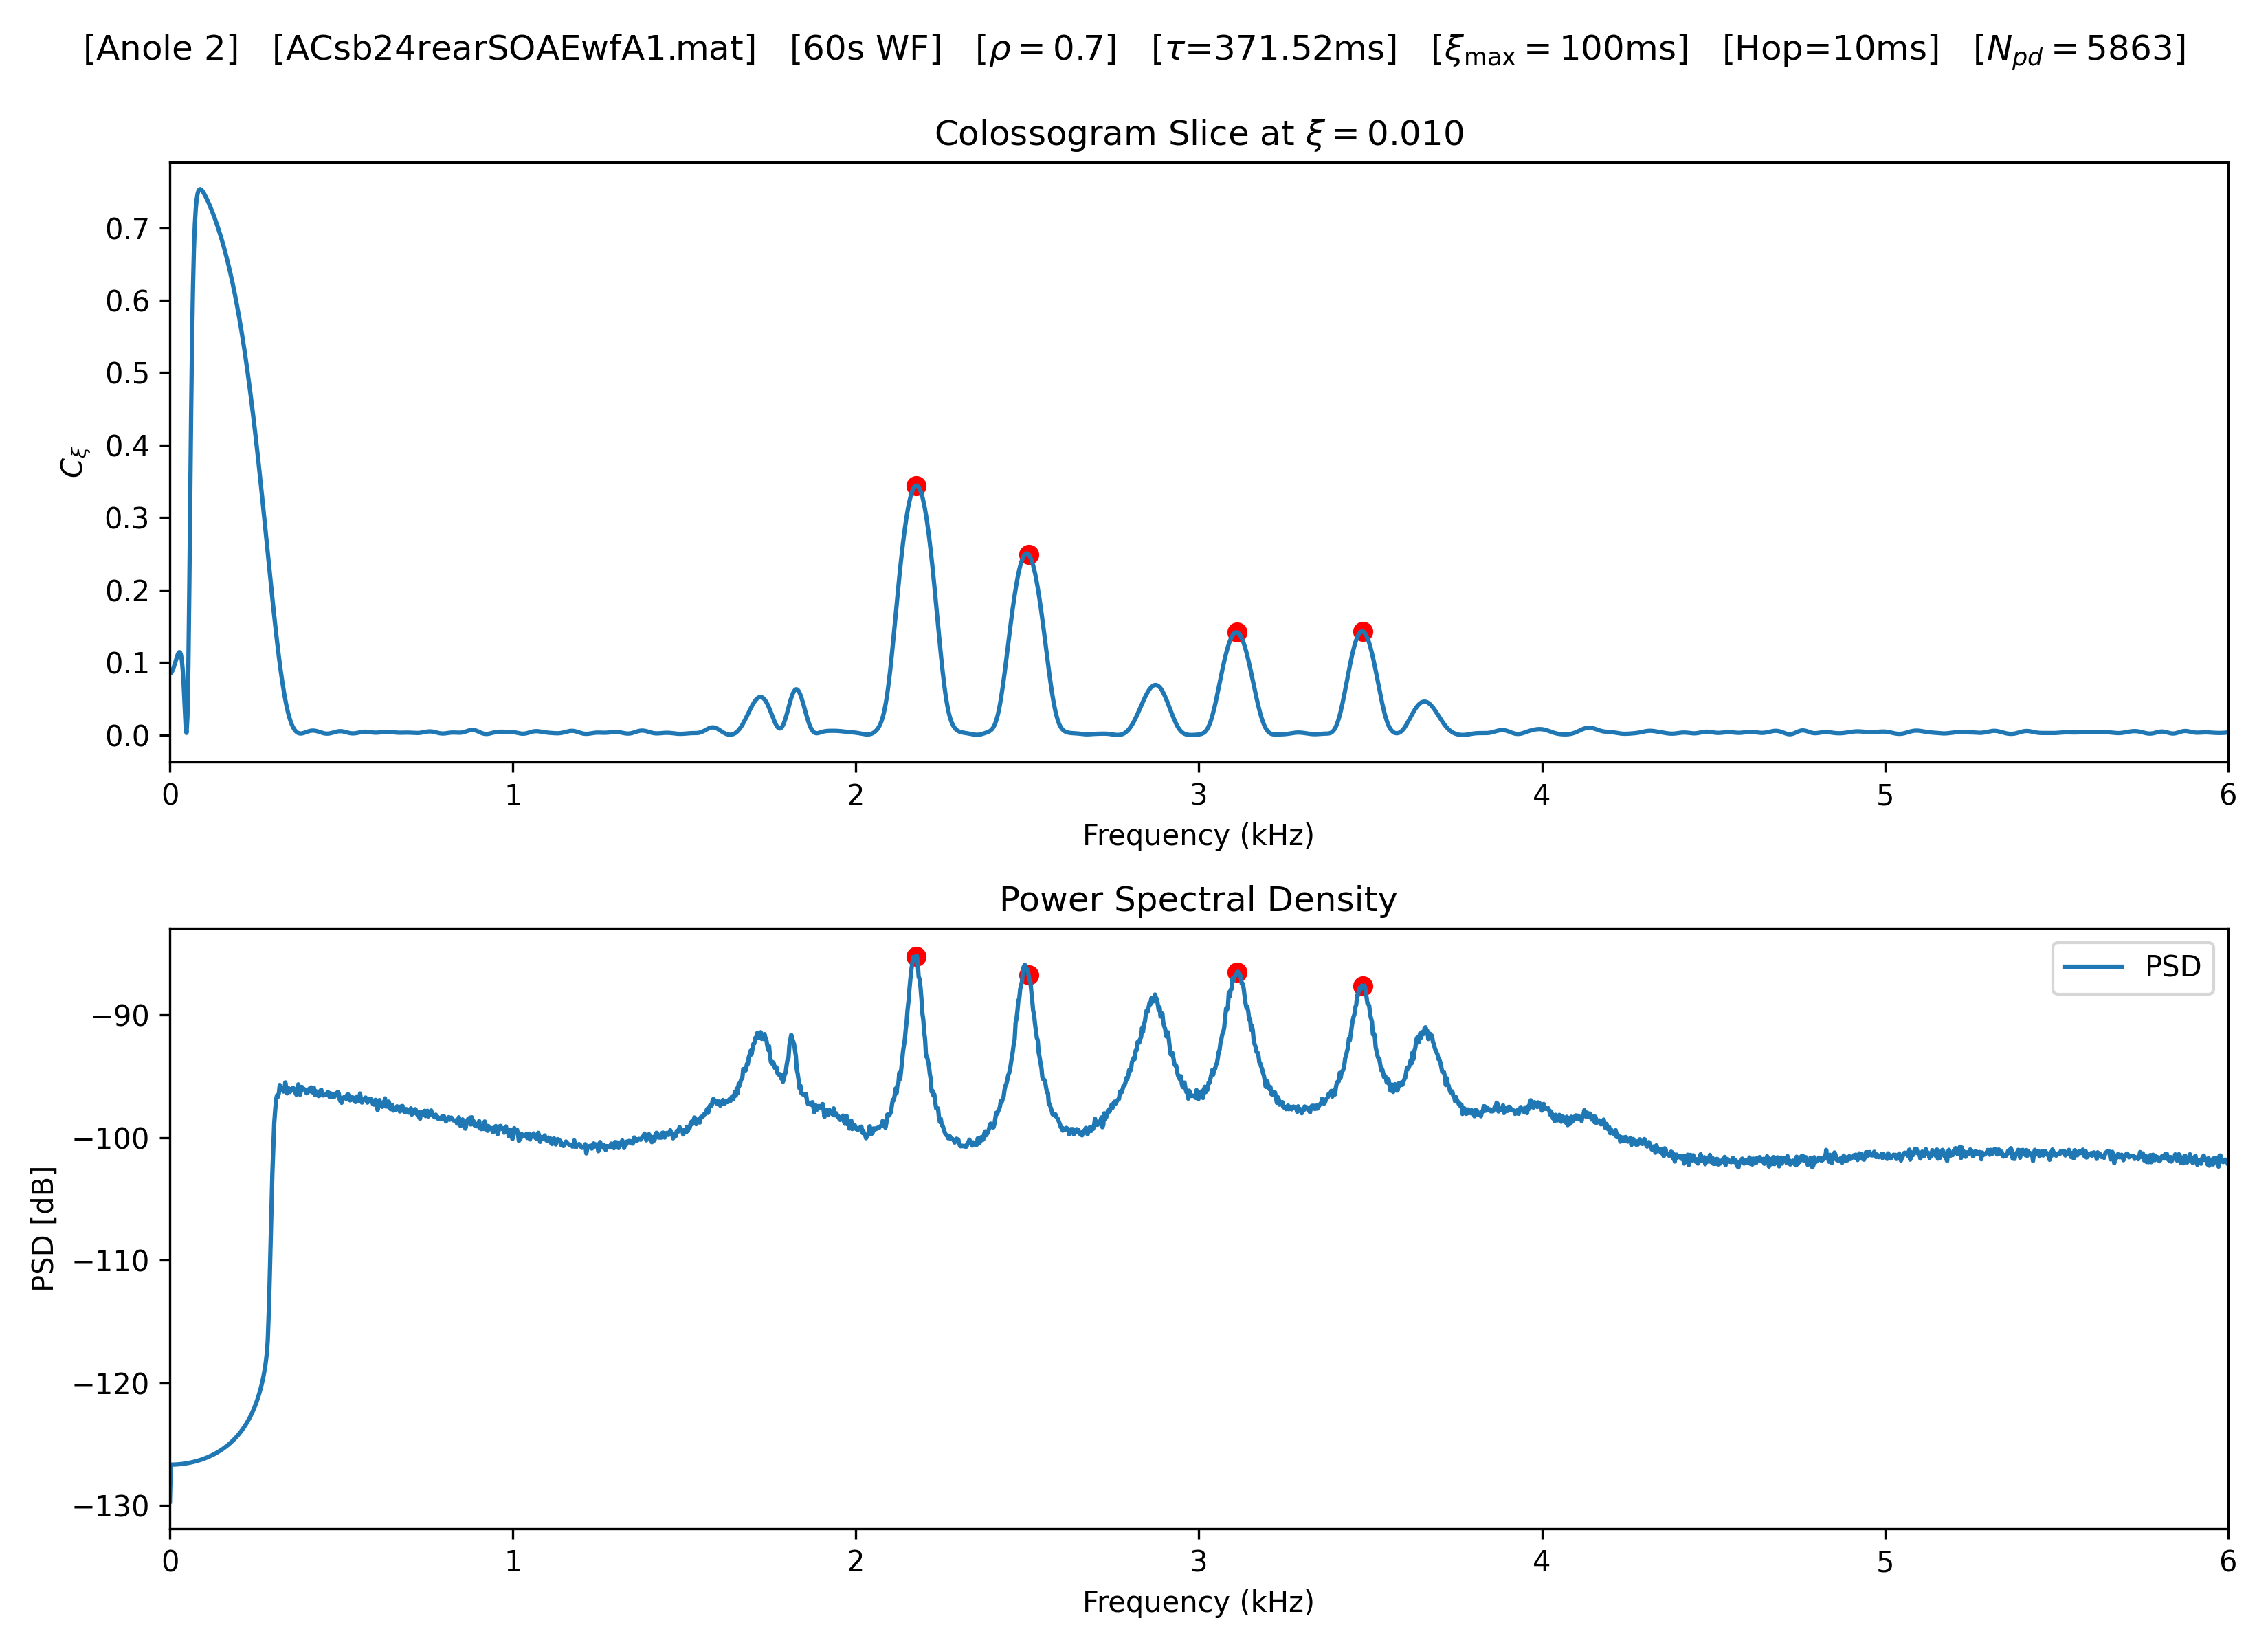 [Anole 2] [ACsb24rearSOAEwfA1.mat] [60s WF] [ρ = 0.7] [τ=371.52ms] [ξmax = 100ms] [Hop=10ms] [Npd = 5863]
Colossogram Slice at ξ = 0.010
0.7
0.6
0.5
0.4
0.3
0.2
0.1
0.0
Cξ
0 1 2 3 4 5 6
Frequency (kHz)
Power Spectral Density
PSD
−90
−100
−110
−120
−130
PSD [dB]
0 1 2 3 4 5 6
Frequency (kHz)